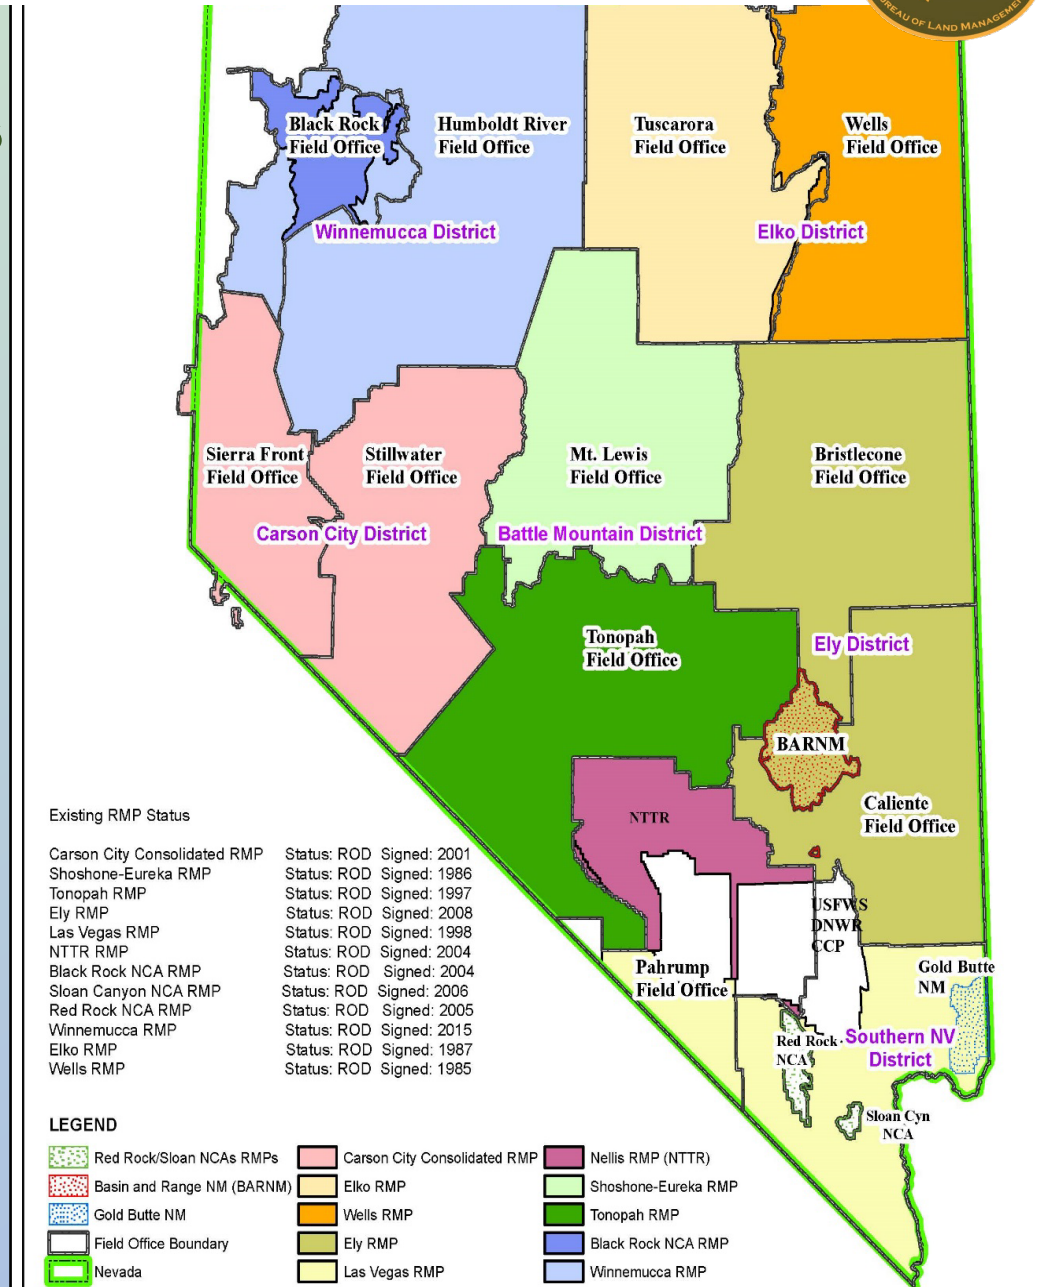 BUREAU OF LAND MANAGEMENT
Black Rock
Field Office
Humboldt River
Field Office
Tuscarora
Field Office
Wells
Field Office
Winnemucca District
Elko District
Sierra Front
Field Office
Stillwater
Field Office
Mt. Lewis
Field Office
Bristlecone
Field Office
Carson City District
Battle Mountain District
Tonopah
Field Office
Ely District
BARNM
Caliente
Field Office
NTTR
USFWS
DNWR
CCP
Pahrump
Field Office
Gold Butte
NM
Red Rock
NCA
Southern NV
District
Sloan Cyn
NCA
Existing RMP Status
Carson City Consolidated RMP Status: ROD Signed: 2001
Shoshone-Eureka RMP Status: ROD Signed: 1986
Tonopah RMP Status: ROD Signed: 1997
Ely RMP Status: ROD Signed: 2008
Las Vegas RMP Status: ROD Signed: 1998
NTTR RMP Status: ROD Signed: 2004
Black Rock NCA RMP Status: ROD Signed: 2004
Sloan Canyon NCA RMP Status: ROD Signed: 2006
Red Rock NCA RMP Status: ROD Signed: 2005
Winnemucca RMP Status: ROD Signed: 2015
Elko RMP Status: ROD Signed: 1987
Wells RMP Status: ROD Signed: 1985
LEGEND
Red Rock/Sloan NCAs RMPs
Basin and Range NM (BARNM)
Gold Butte NM
Field Office Boundary
Nevada
Carson City Consolidated RMP
Elko RMP
Wells RMP
Ely RMP
Las Vegas RMP
Nellis RMP (NTTR)
Shoshone-Eureka RMP
Tonopah RMP
Black Rock NCA RMP
Winnemucca RMP